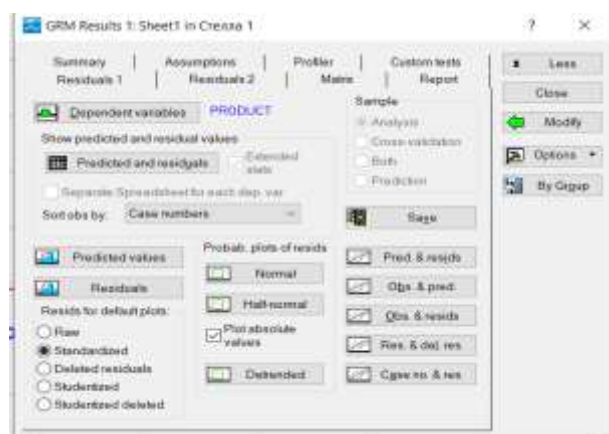 GRM Results 1: Sheet1 in Стелла 1
? ×
Summary | Assumptions | Profiler | Custom tests
Residuals 1 | Residuals 2 | Matrix | Report
Less
Close
Modify
Options
By Group
Dependent variables PRODUCT
Sample
Analysis
Cross-validation
Both
Prediction
Show predicted and residual values
Predicted and residuals
Extended stats
Separate Spreadsheet for each dep. var
Sort obs by: Case numbers
Save
Predicted values
Residuals
Resids for default plots:
Raw
Standardized
Deleted residuals
Studentized
Studentized deleted
Probab. plots of resids
Normal
Half-normal
Plot absolute values
Detrended
Pred. & resids
Obs. & pred.
Obs. & resids
Res. & del. res
Case no. & res.